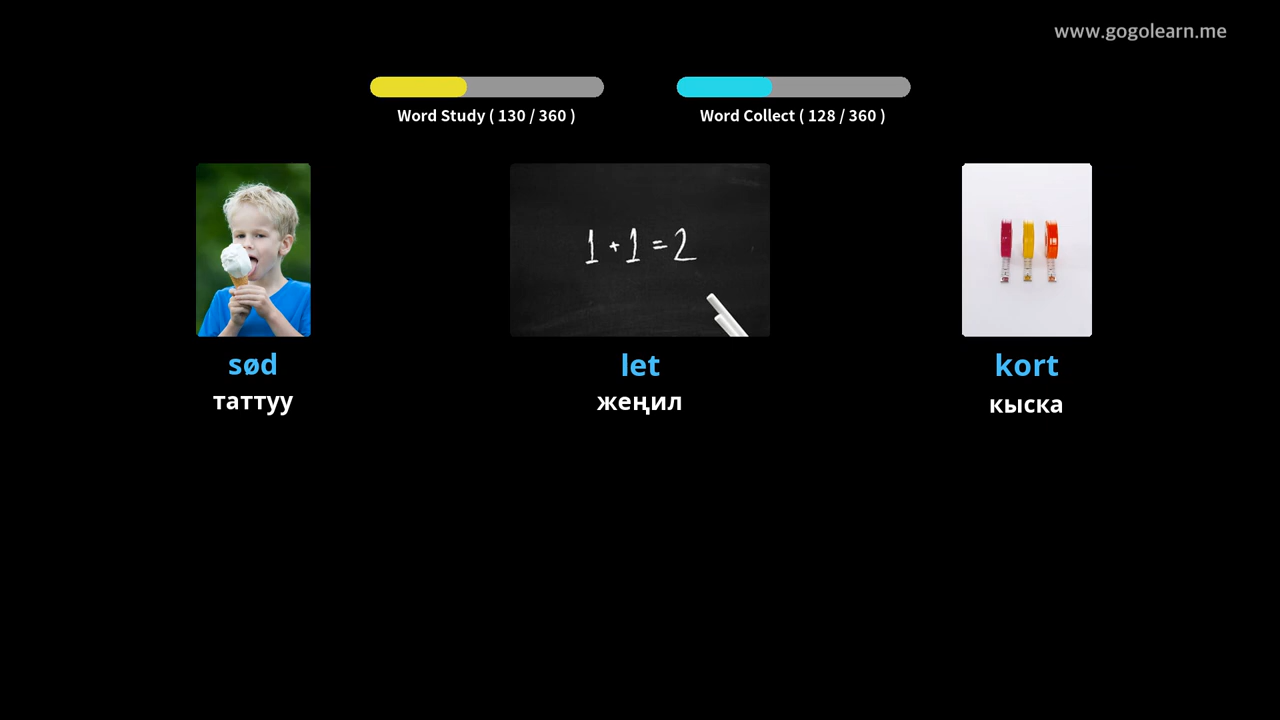 www.gogolearn.me
Word Study ( 130 / 360 )
Word Collect ( 128 / 360 )
1 + 1 = 2
sød
let
kort
таттуу
жеңил
кыска